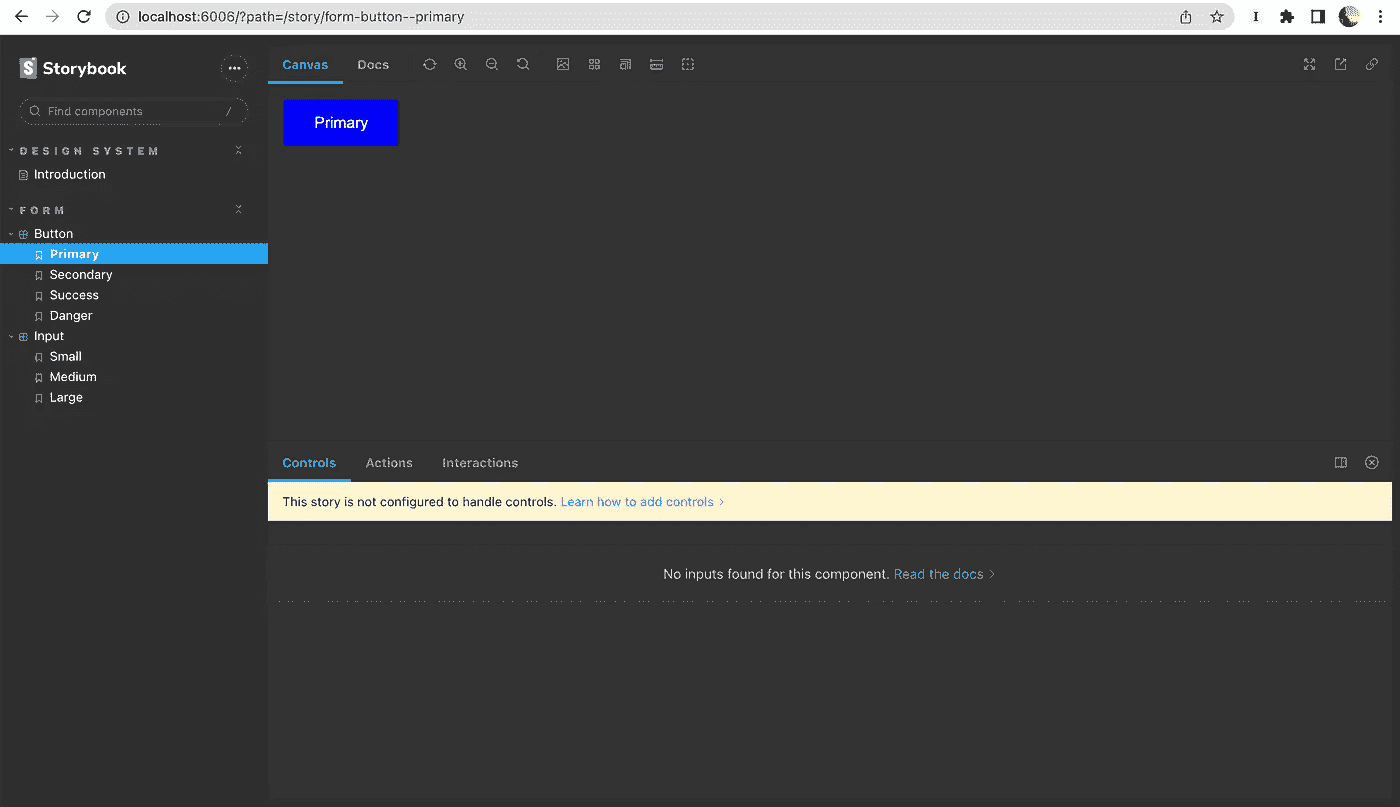 localhost:6006/?path=/story/form-button--primary
S Storybook
Find components /
DESIGN SYSTEM
Introduction
FORM
Button
Primary
Secondary
Success
Danger
Input
Small
Medium
Large
Canvas Docs
Primary
Controls Actions Interactions
This story is not configured to handle controls. Learn how to add controls
No inputs found for this component. Read the docs